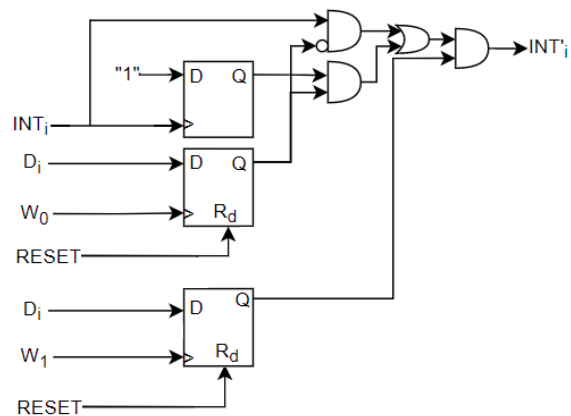 "1"
D Q
INTi
INT'i
Di
D Q
W0
Rd
RESET
Di
D Q
W1
Rd
RESET